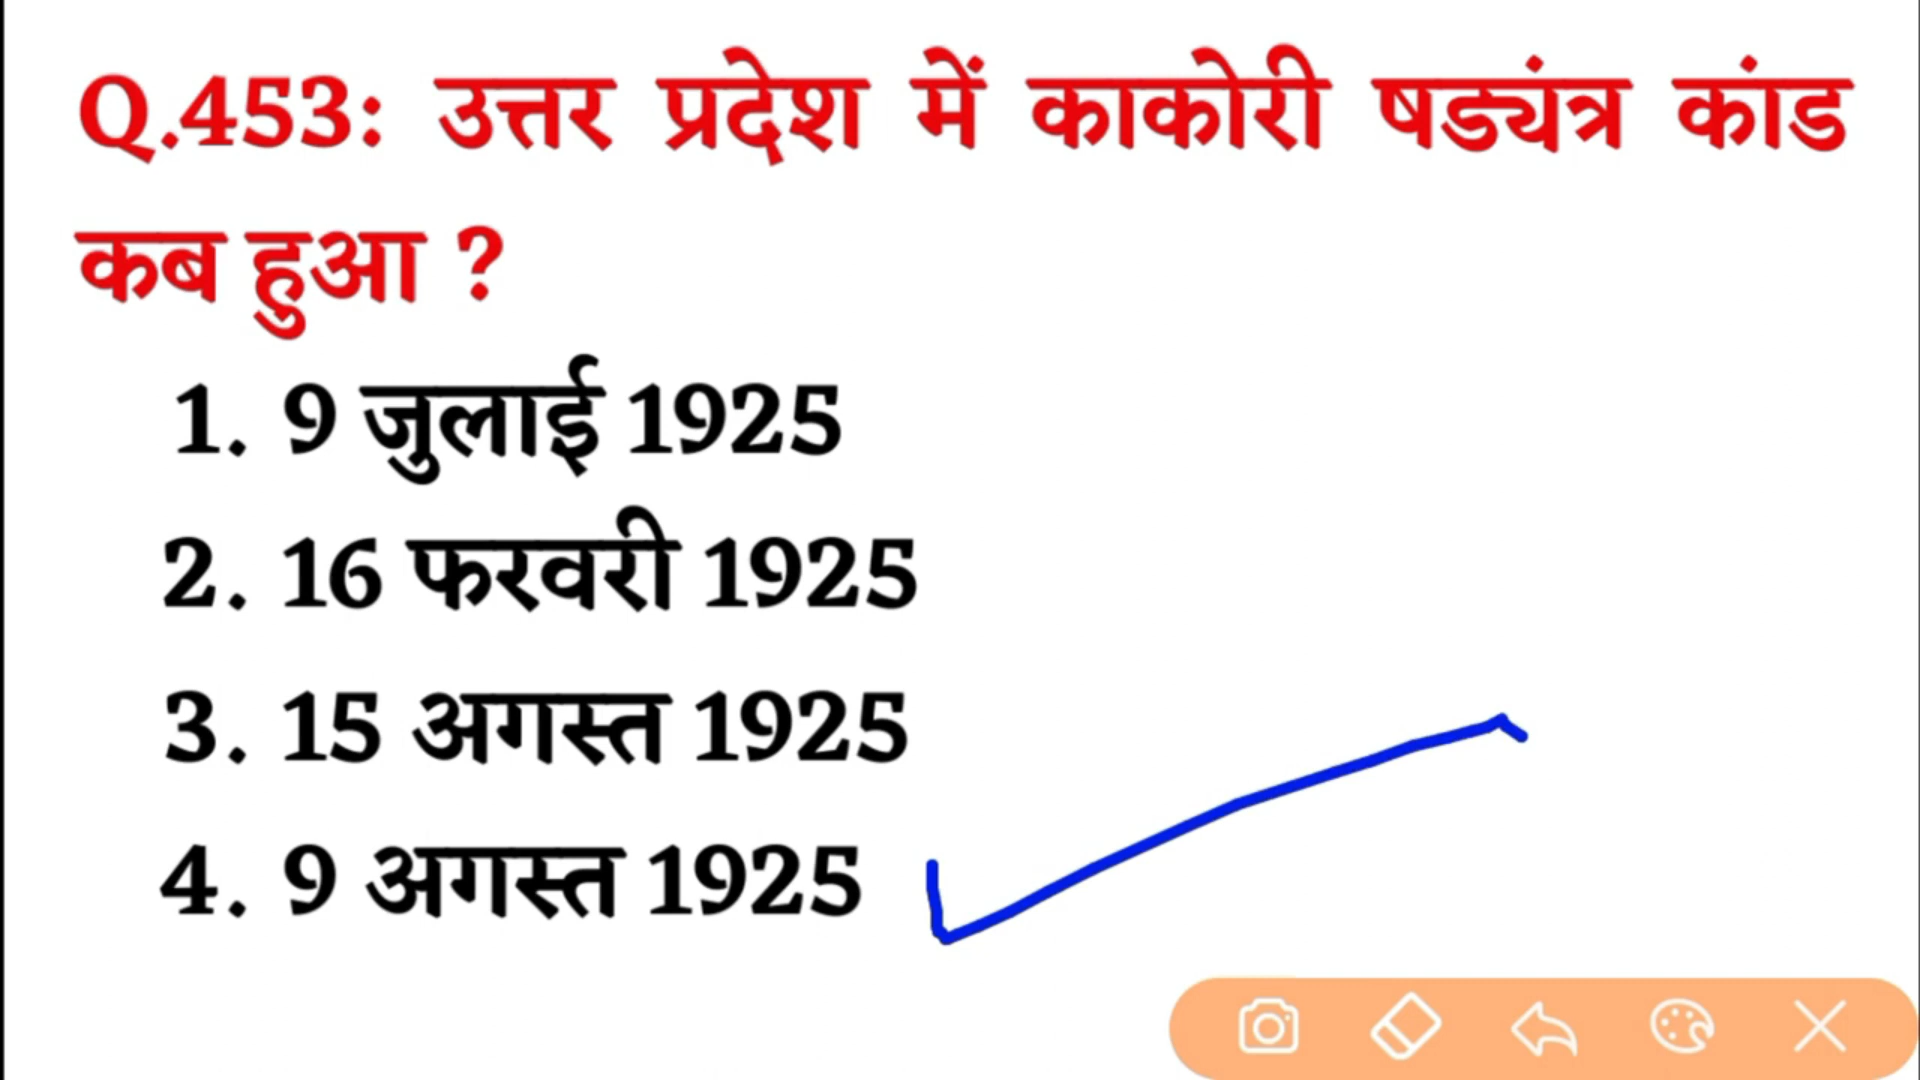 Q.453: उत्तर प्रदेश में काकोरी षड्यंत्र कांड
कब हुआ ?
1. 9 जुलाई 1925
2. 16 फरवरी 1925
3. 15 अगस्त 1925
4. 9 अगस्त 1925